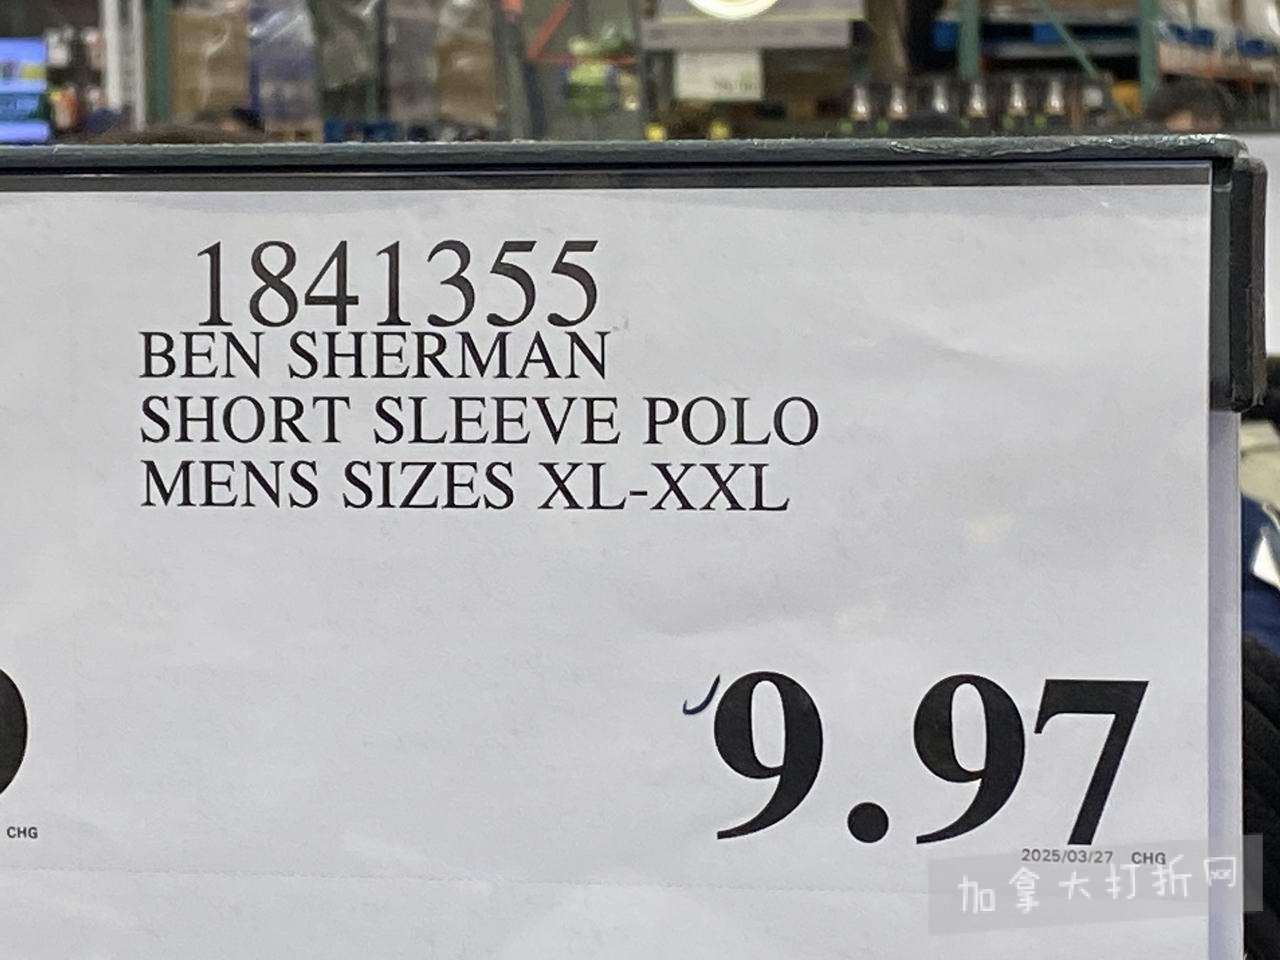 1841355
BEN SHERMAN
SHORT SLEEVE POLO
MENS SIZES XL-XXL
9.97
CHG
2025/03/27 CHG
加拿大打折网